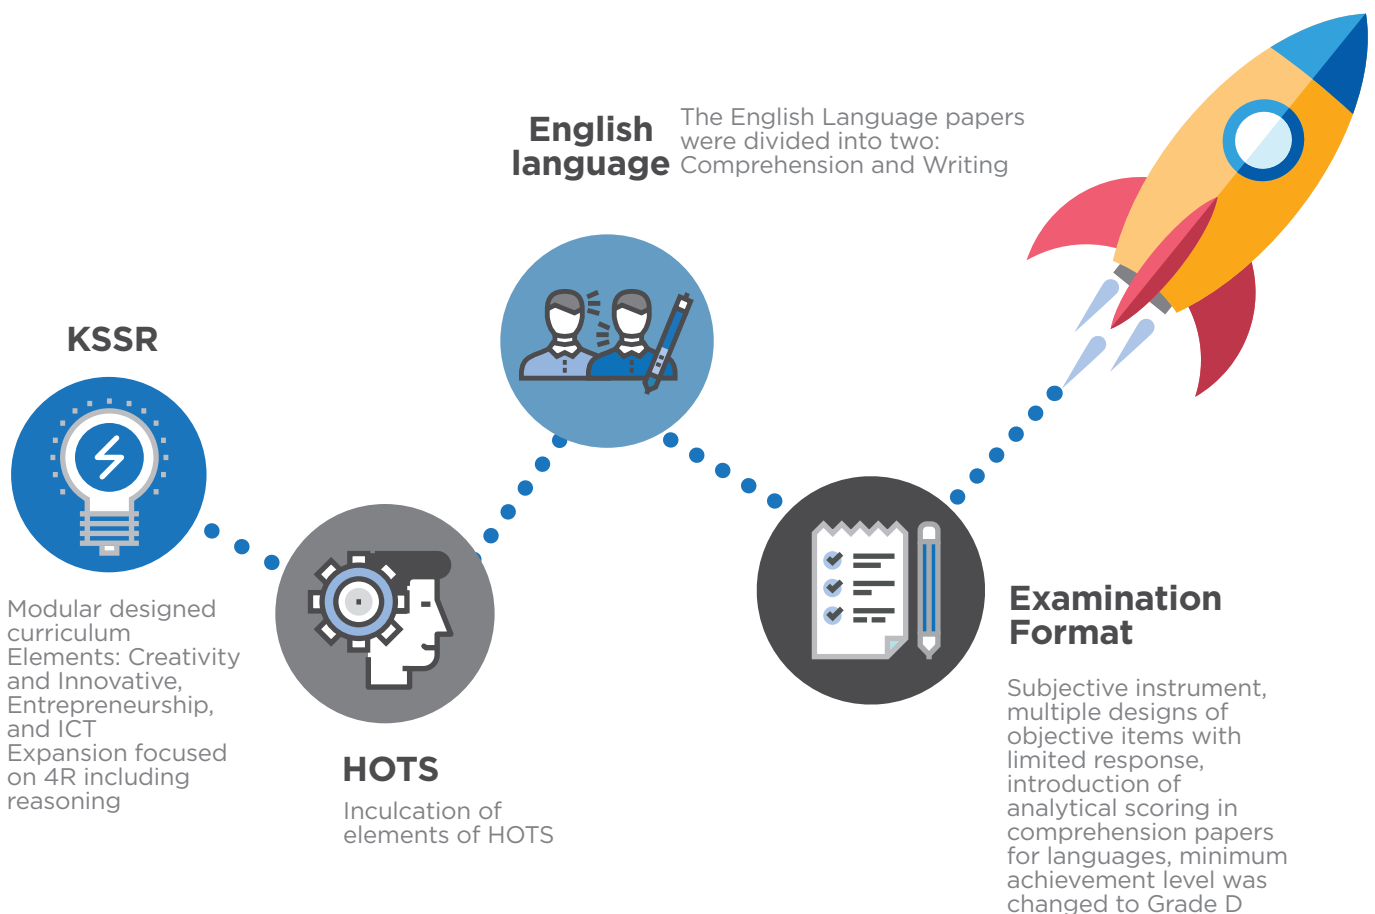 KSSR
Modular designed
curriculum
Elements: Creativity
and Innovative,
Entrepreneurship,
and ICT
Expansion focused
on 4R including
reasoning
HOTS
Inculcation of
elements of HOTS
English
language
The English Language papers
were divided into two:
Comprehension and Writing
Examination
Format
Subjective instrument,
multiple designs of
objective items with
limited response,
introduction of
analytical scoring in
comprehension papers
for languages, minimum
achievement level was
changed to Grade D